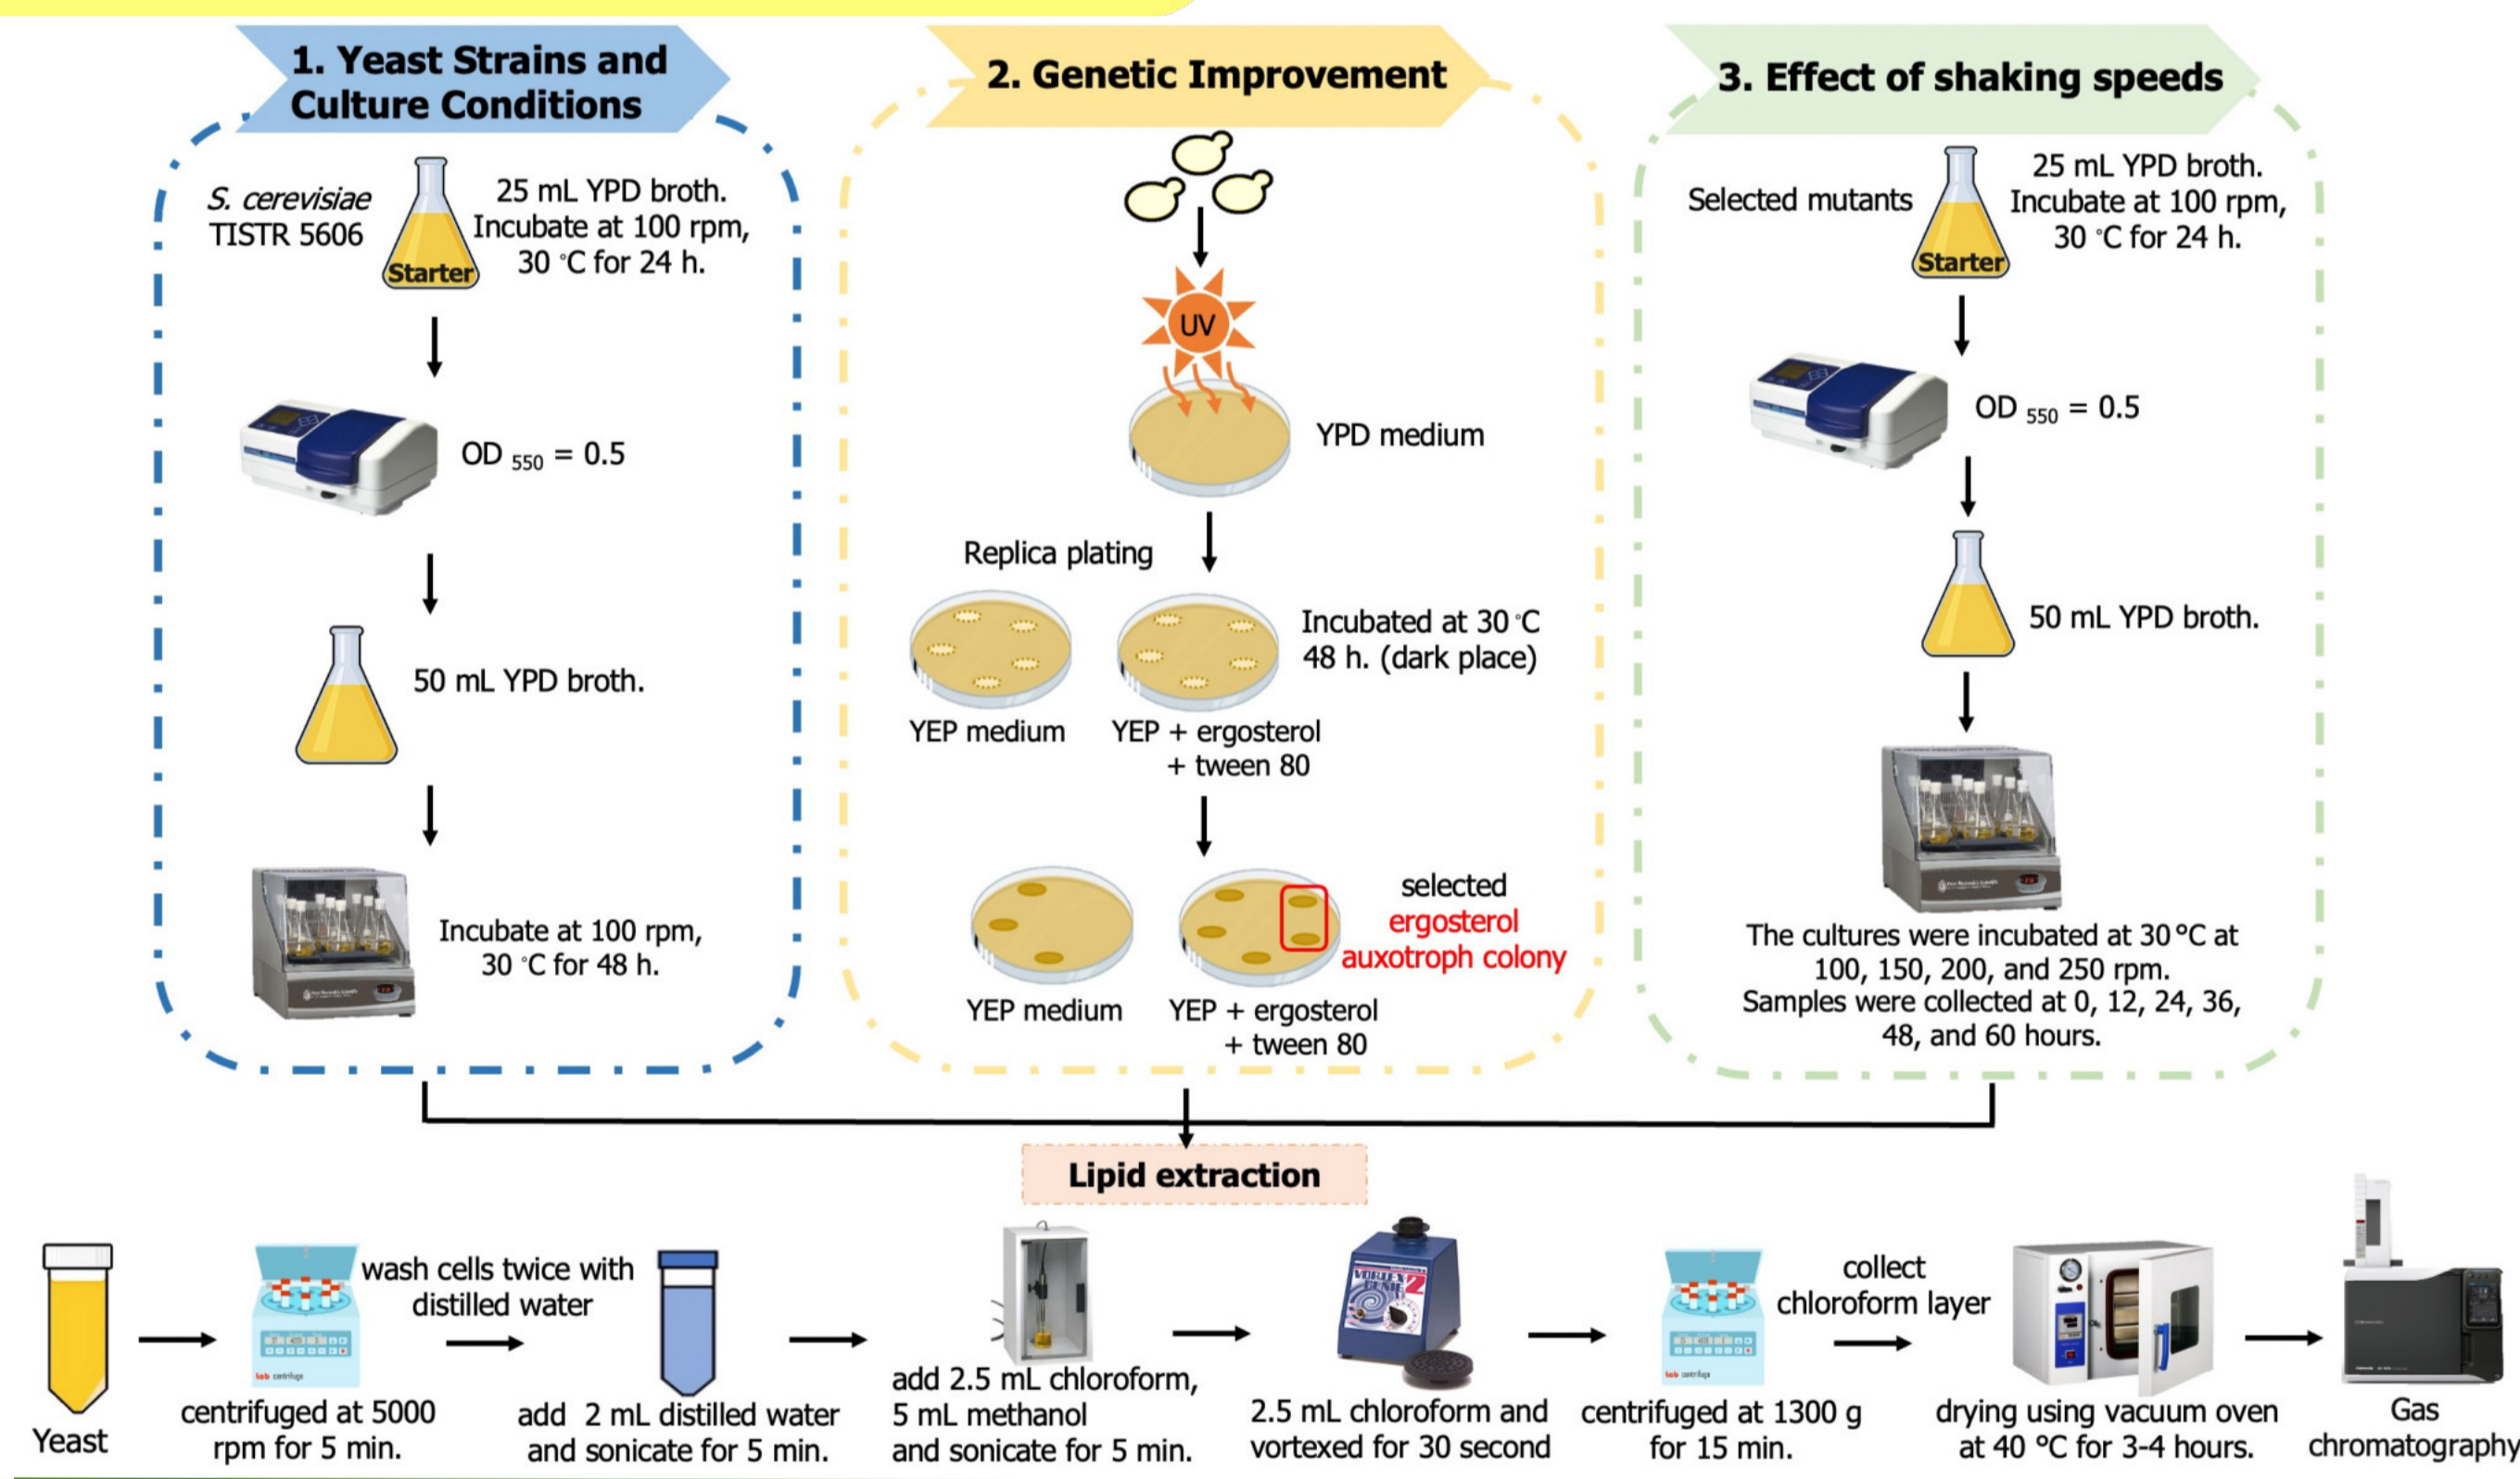 1. Yeast Strains and
Culture Conditions
S. cerevisiae
TISTR 5606
Starter
25 mL YPD broth.
Incubate at 100 rpm,
30 °C for 24 h.
OD 550 = 0.5
50 mL YPD broth.
Incubate at 100 rpm,
30 °C for 48 h.
2. Genetic Improvement
UV
YPD medium
Replica plating
Incubated at 30 °C
48 h. (dark place)
YEP medium
YEP + ergosterol
+ tween 80
selected
ergosterol
auxotroph colony
YEP medium
YEP + ergosterol
+ tween 80
3. Effect of shaking speeds
Selected mutants
Starter
25 mL YPD broth.
Incubate at 100 rpm,
30 °C for 24 h.
OD 550 = 0.5
50 mL YPD broth.
The cultures were incubated at 30 °C at
100, 150, 200, and 250 rpm.
Samples were collected at 0, 12, 24, 36,
48, and 60 hours.
Lipid extraction
Yeast
lab centrifuge
centrifuged at 5000
rpm for 5 min.
wash cells twice with
distilled water
add 2 mL distilled water
and sonicate for 5 min.
add 2.5 mL chloroform,
5 mL methanol
and sonicate for 5 min.
VORTEX
GENIE 2
2.5 mL chloroform and
vortexed for 30 second
lab centrifuge
centrifuged at 1300 g
for 15 min.
collect
chloroform layer
drying using vacuum oven
at 40 °C for 3-4 hours.
Gas
chromatography